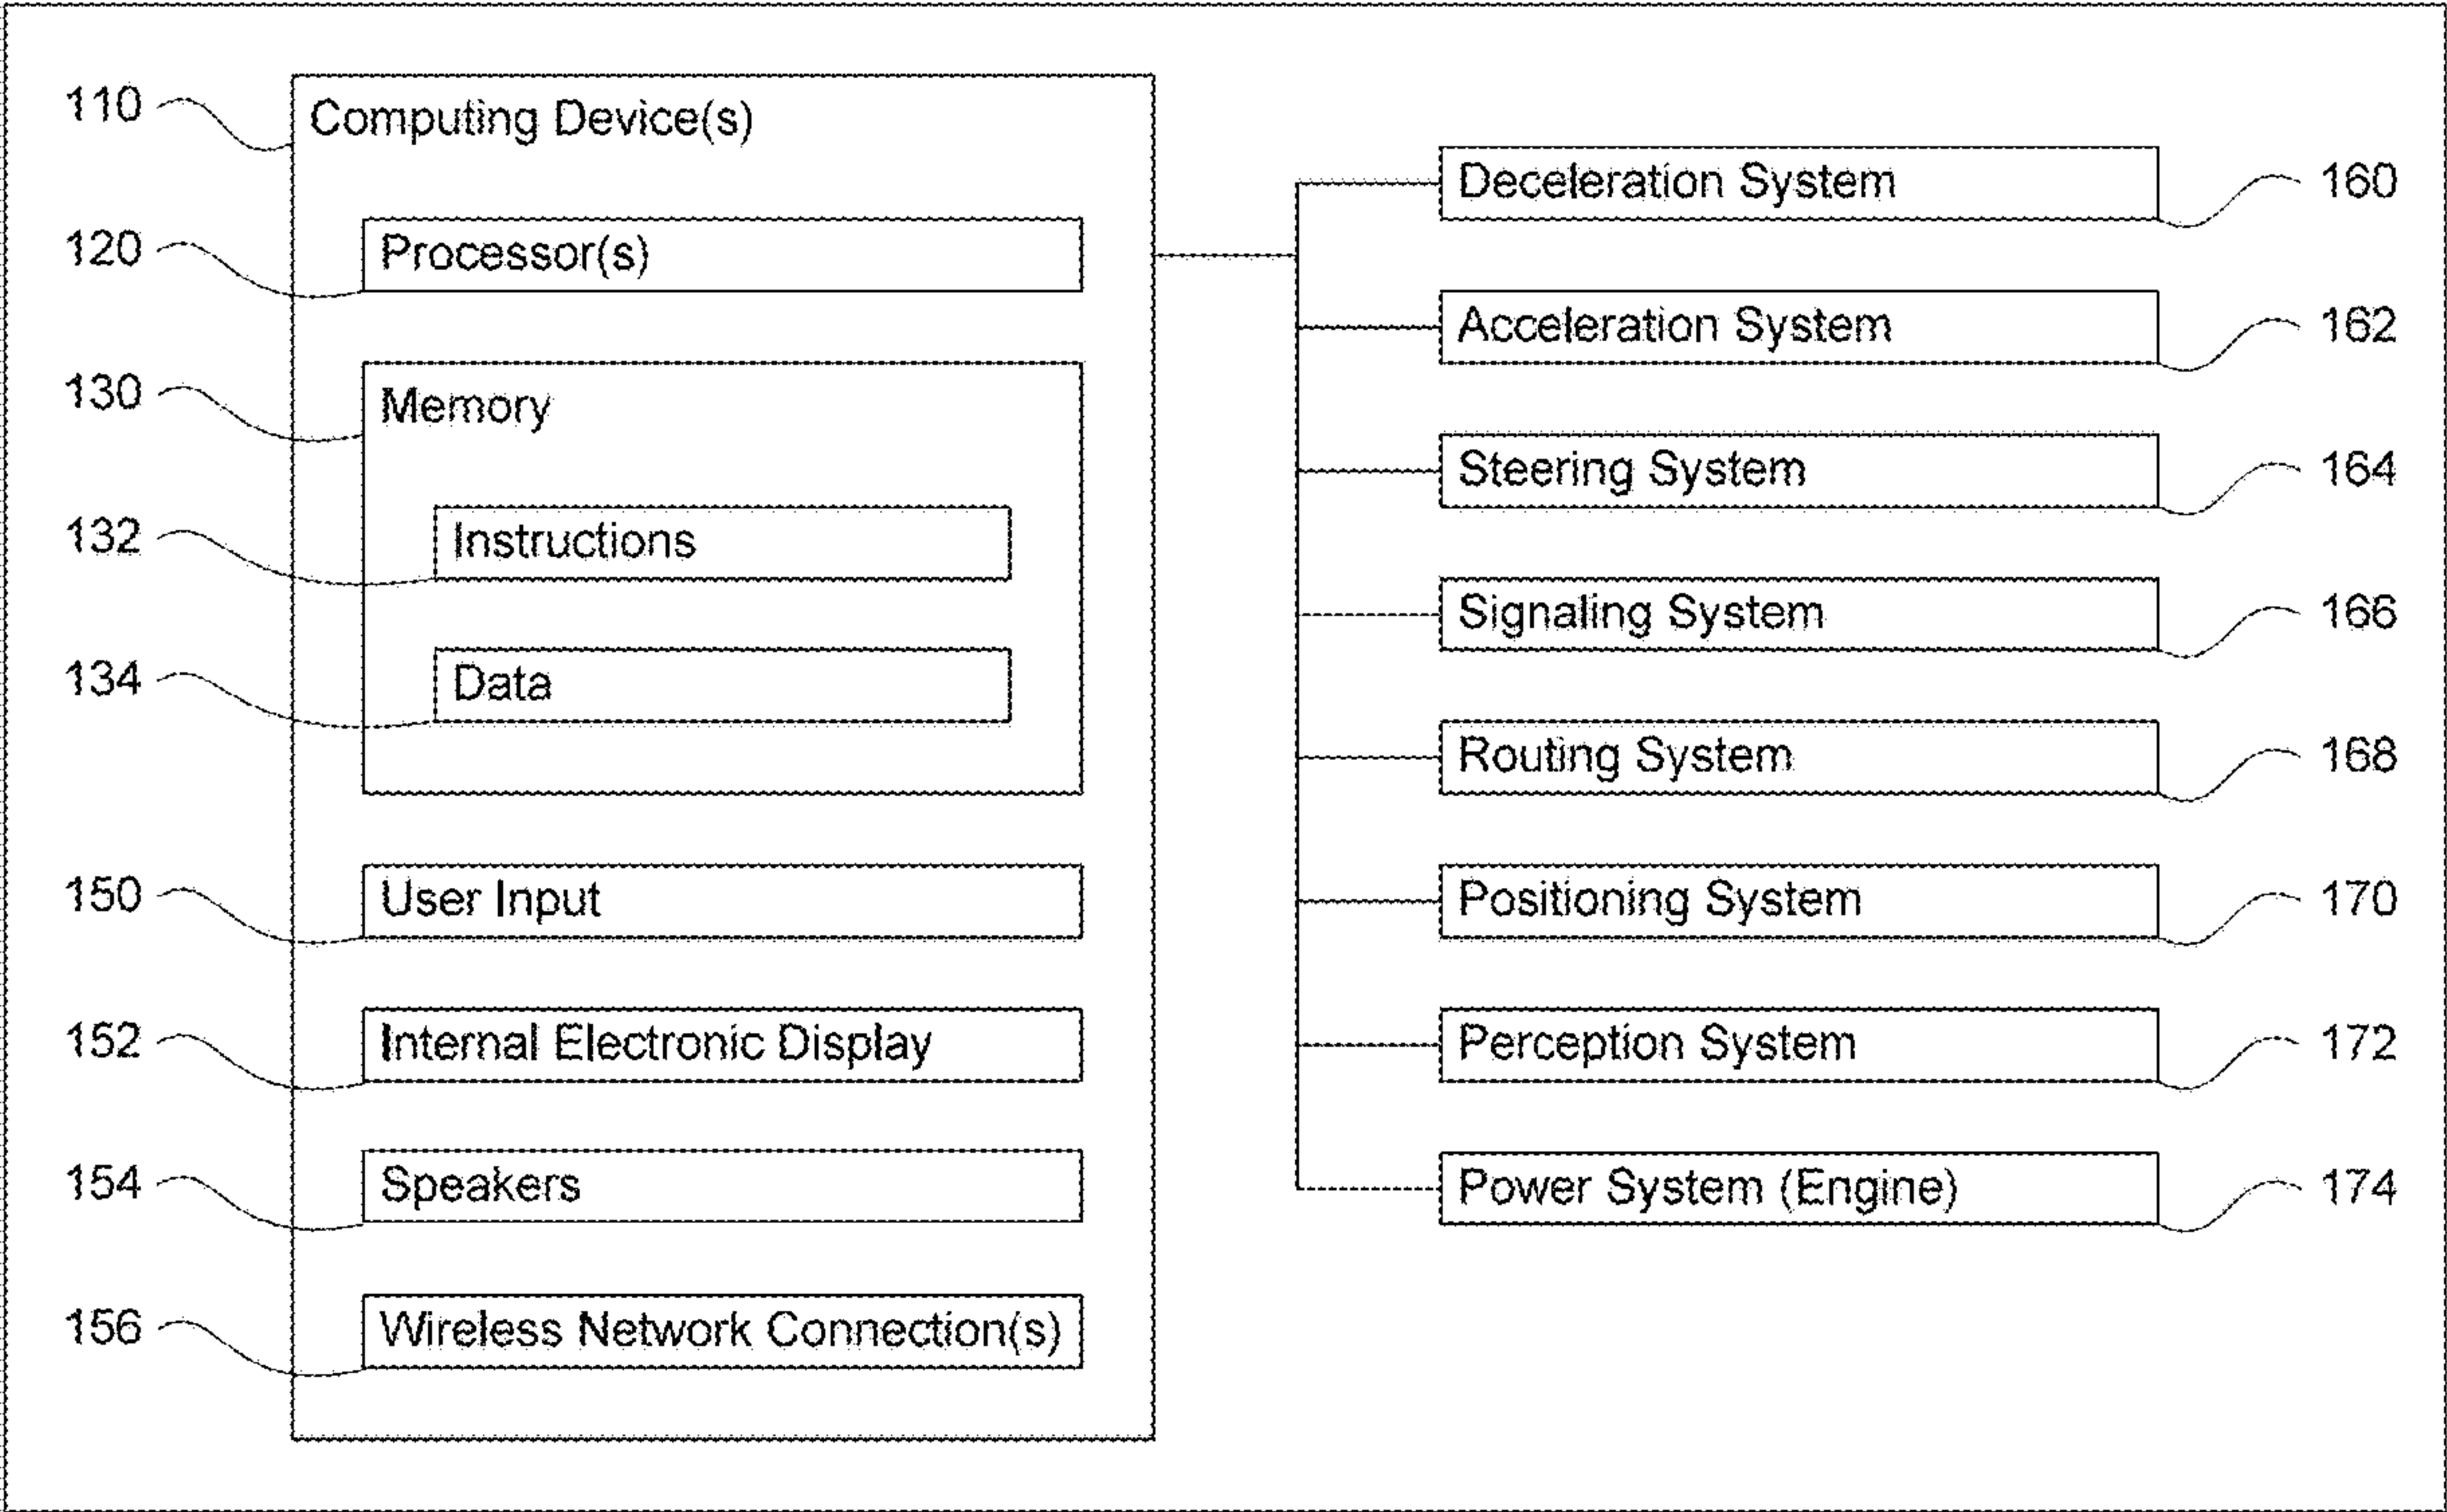 110
Computing Device(s)
120
Processor(s)
130
Memory
132
Instructions
134
Data
150
User Input
152
Internal Electronic Display
154
Speakers
156
Wireless Network Connection(s)
Deceleration System
160
Acceleration System
162
Steering System
164
Signaling System
166
Routing System
168
Positioning System
170
Perception System
172
Power System (Engine)
174